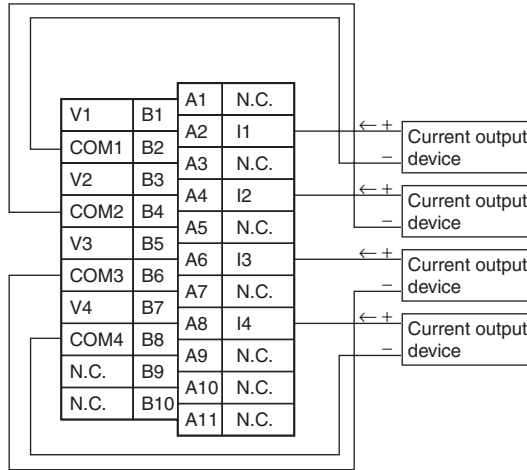 V1 B1
COM1 B2
V2 B3
COM2 B4
V3 B5
COM3 B6
V4 B7
COM4 B8
N.C. B9
N.C. B10
A1 N.C.
A2 I1
A3 N.C.
A4 I2
A5 N.C.
A6 I3
A7 N.C.
A8 I4
A9 N.C.
A10 N.C.
A11 N.C.
← +
−
Current output
device
← +
−
Current output
device
← +
−
Current output
device
← +
−
Current output
device